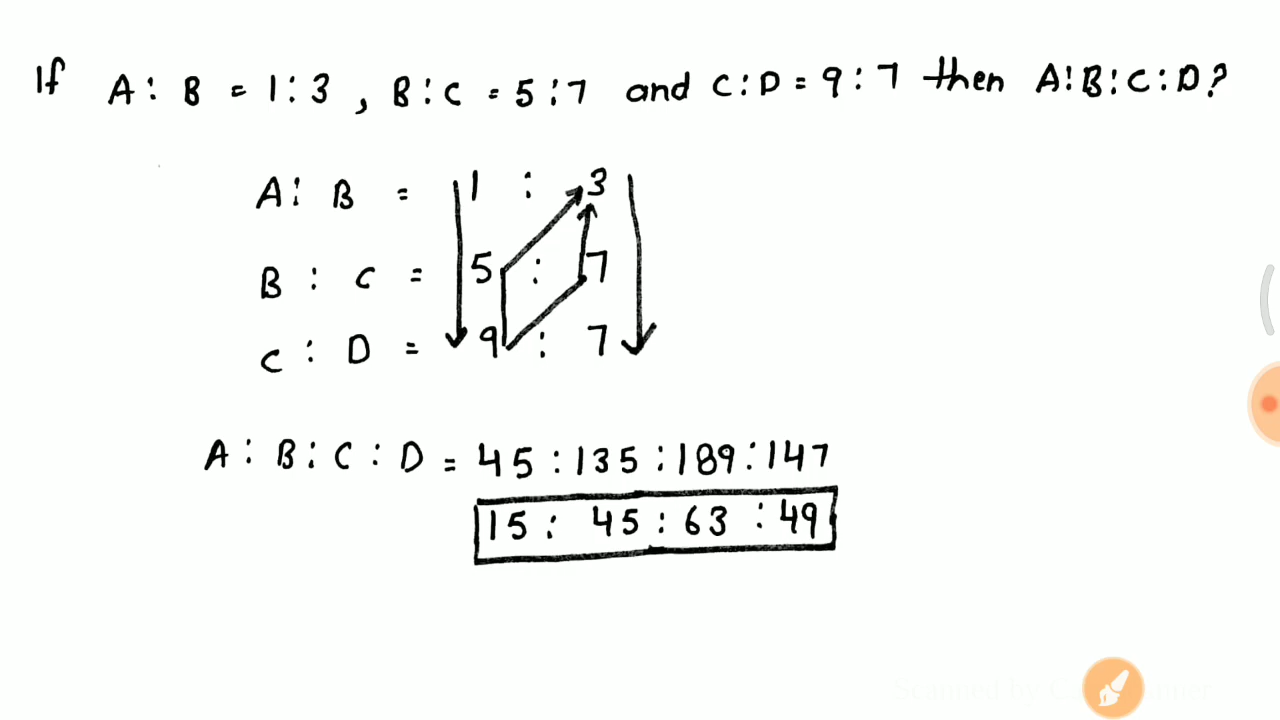 If A : B = 1 : 3 , B : C = 5 : 7 and C : D = 9 : 7 then A : B : C : D ?
A : B = 1 : 3
B : C = 5 : 7
C : D = 9 : 7
A : B : C : D = 45 : 135 : 189 : 147
15 : 45 : 63 : 49